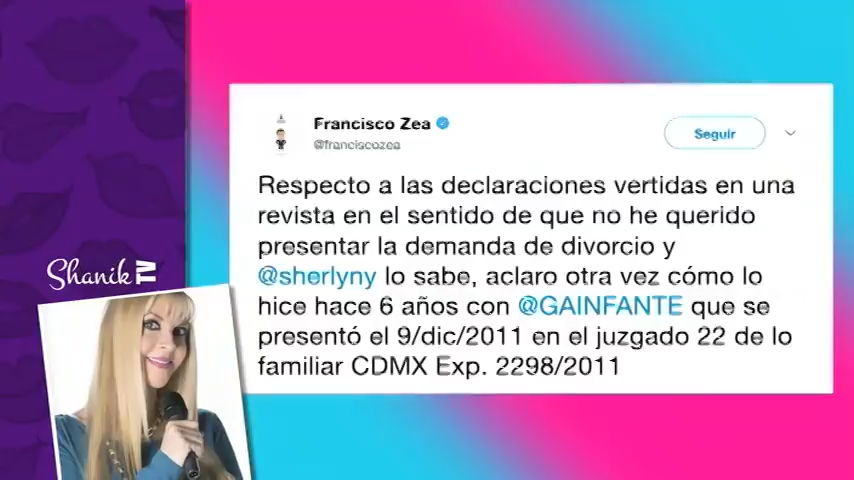 Francisco Zea
@franciscozea
Seguir
Respecto a las declaraciones vertidas en una
revista en el sentido de que no he querido
presentar la demanda de divorcio y
@sherlyny lo sabe, aclaro otra vez cómo lo
hice hace 6 años con @GAINFANTE que se
presentó el 9/dic/2011 en el juzgado 22 de lo
familiar CDMX Exp. 2298/2011
Shanik TV